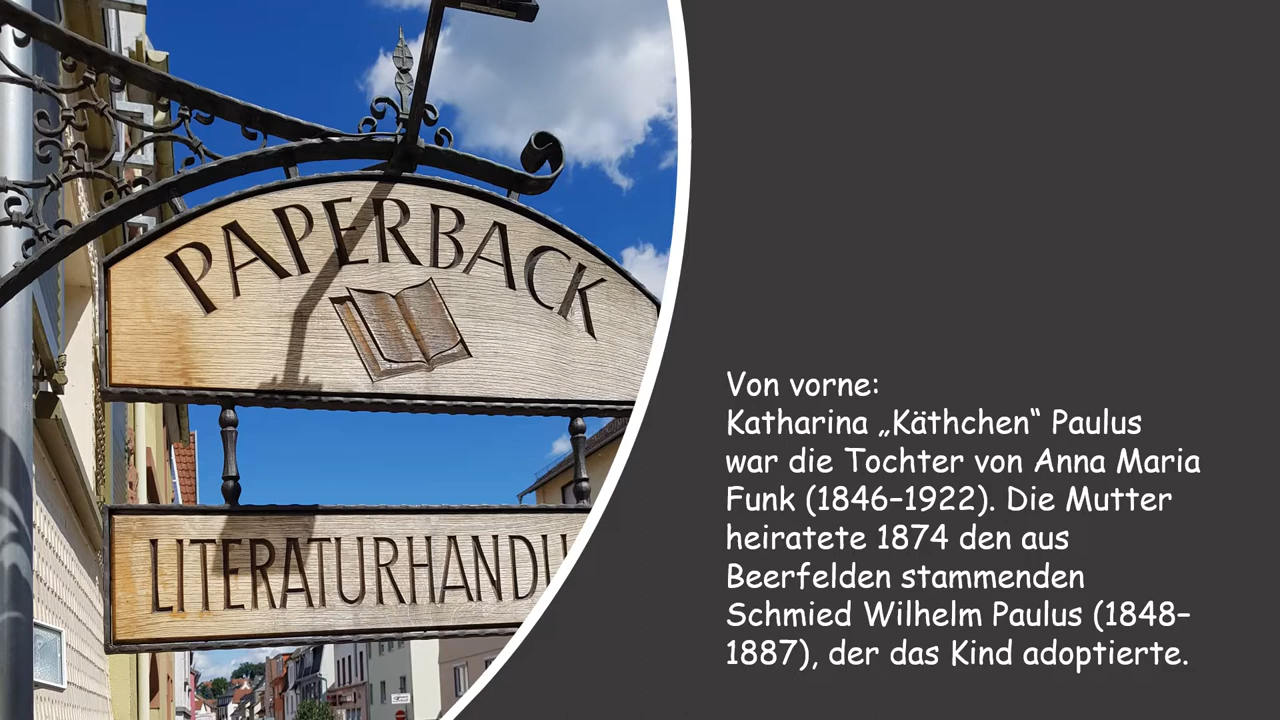 PAPERBACK
LITERATURHANDLU
Von vorne:
Katharina „Käthchen“ Paulus
war die Tochter von Anna Maria
Funk (1846–1922). Die Mutter
heiratete 1874 den aus
Beerfelden stammenden
Schmied Wilhelm Paulus (1848–
1887), der das Kind adoptierte.